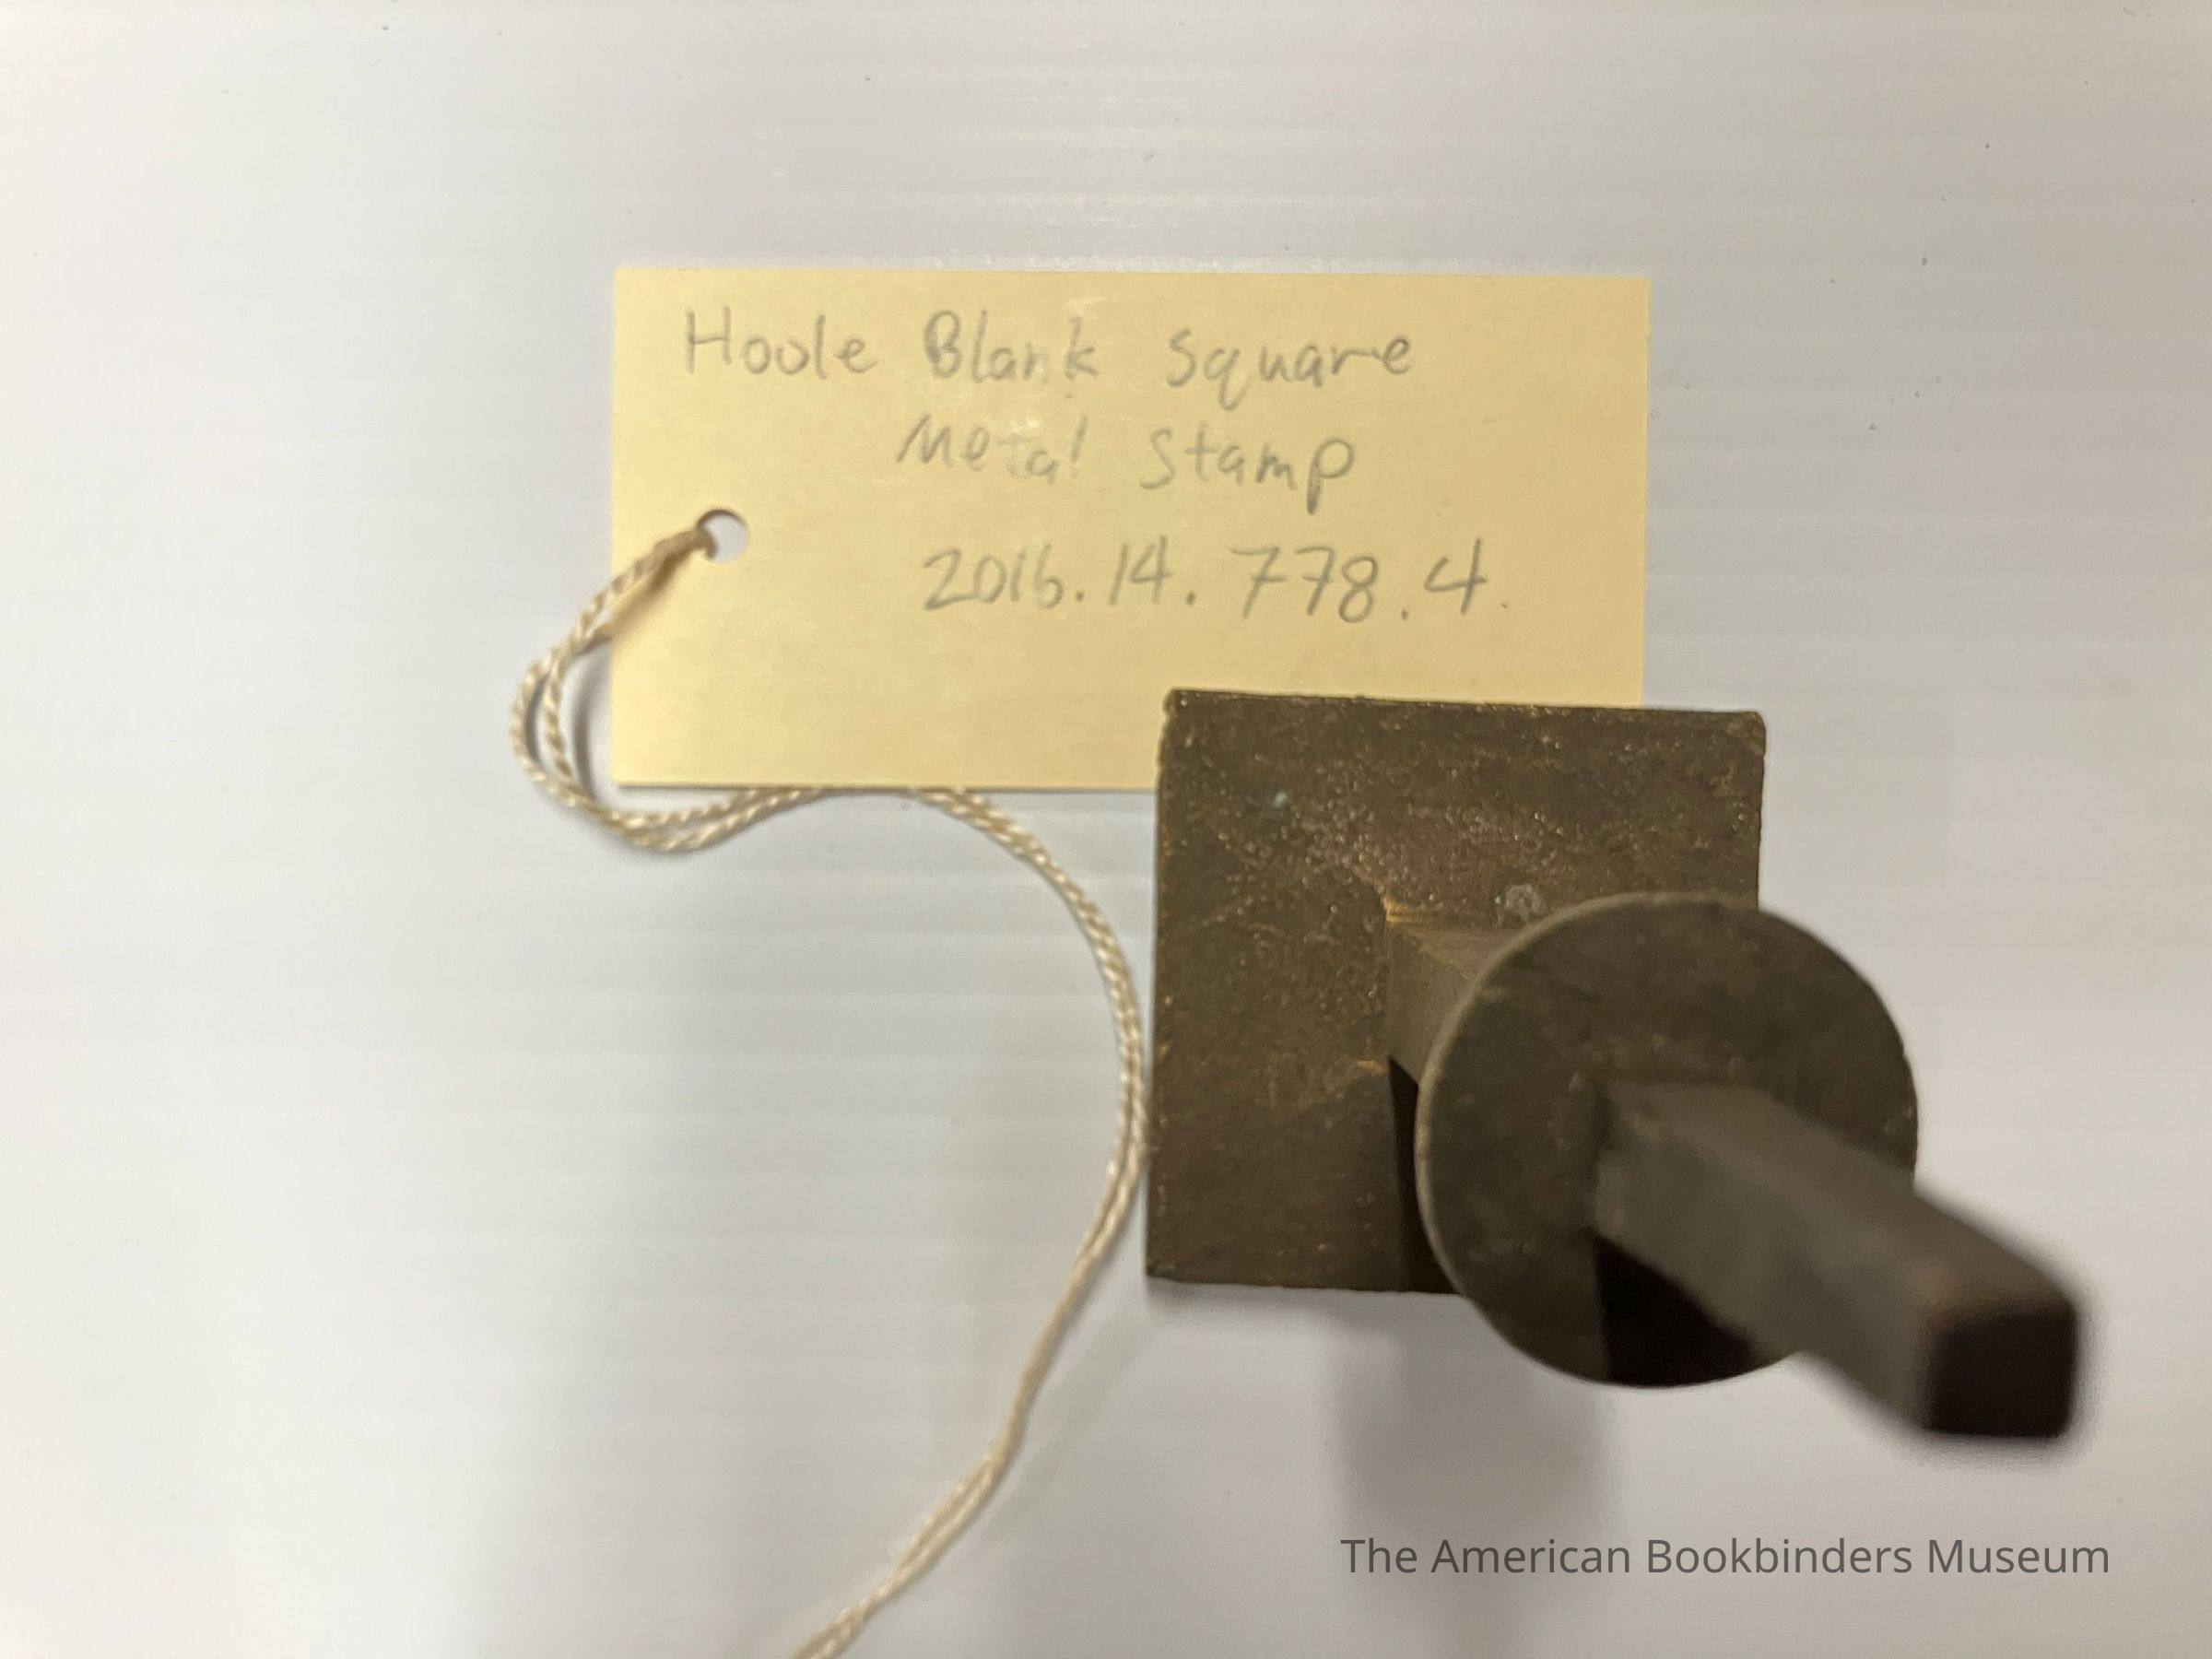 Hoole Blank Square
Metal Stamp
2016.14.778.4
The American Bookbinders Museum